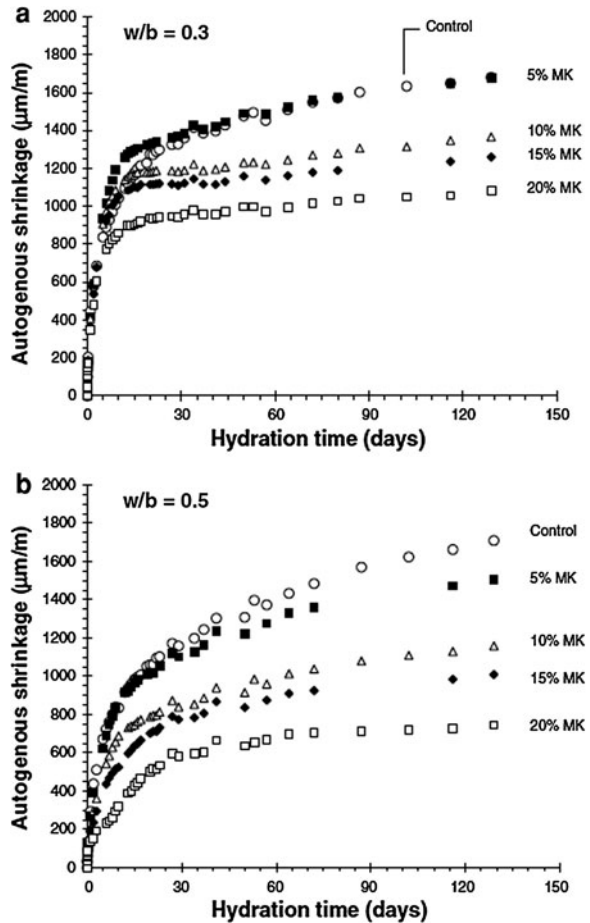 a
w/b = 0.3
Control
2000
1800
1600
1400
1200
1000
800
600
400
200
0
Autogenous shrinkage (µm/m)
5% MK
10% MK
15% MK
20% MK
0 30 60 90 120 150
Hydration time (days)
b
w/b = 0.5
2000
1800
1600
1400
1200
1000
800
600
400
200
0
Autogenous shrinkage (µm/m)
Control
5% MK
10% MK
15% MK
20% MK
0 30 60 90 120 150
Hydration time (days)